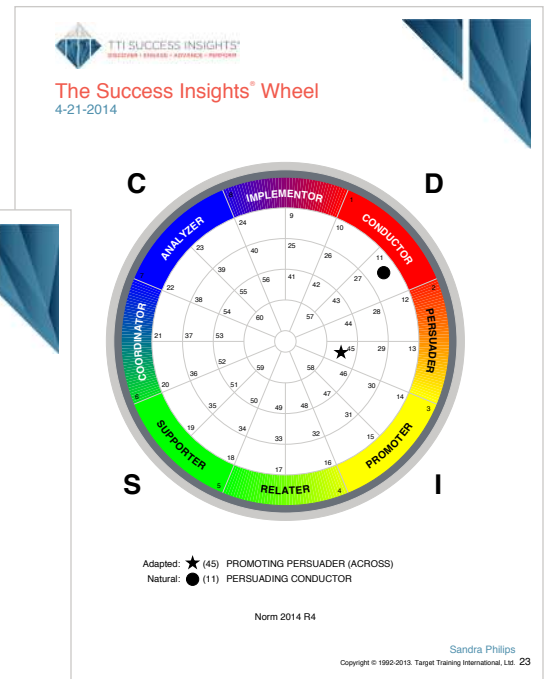 TTI SUCCESS INSIGHTS®
DISCOVER • ENGAGE • ADVANCE • PERFORM
The Success Insights® Wheel
4-21-2014
C
D
IMPLEMENTOR
CONDUCTOR
PERSUADER
PROMOTER
RELATER
SUPPORTER
COORDINATOR
ANALYZER
1
2
3
4
5
6
9
10
11
12
13
14
15
16
17
18
19
20
21
22
23
24
25
26
27
28
29
30
31
32
33
34
35
36
37
38
39
40
41
42
43
44
45
46
47
48
49
50
51
52
53
54
55
56
57
58
59
60
S
I
Adapted: ★ (45) PROMOTING PERSUADER (ACROSS)
Natural: ● (11) PERSUADING CONDUCTOR
Norm 2014 R4
Sandra Philips
Copyright © 1992-2013. Target Training International, Ltd. 23